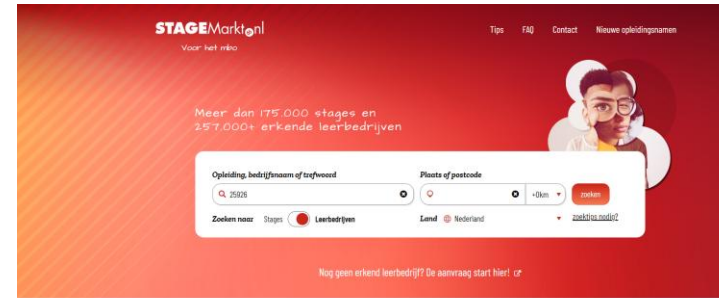 STAGEMarkt.nl
Voor het mbo
Tips FAQ Contact Nieuwe opleidingsnamen
Meer dan 175.000 stages en
257.000+ erkende leerbedrijven
Opleiding, bedrijfsnaam of trefwoord Plaats of postcode
25926 +0km zoeken
Zoeken naar Stages Leerbedrijven Land Nederland zoektips nodig?
Nog geen erkend leerbedrijf? De aanvraag start hier!